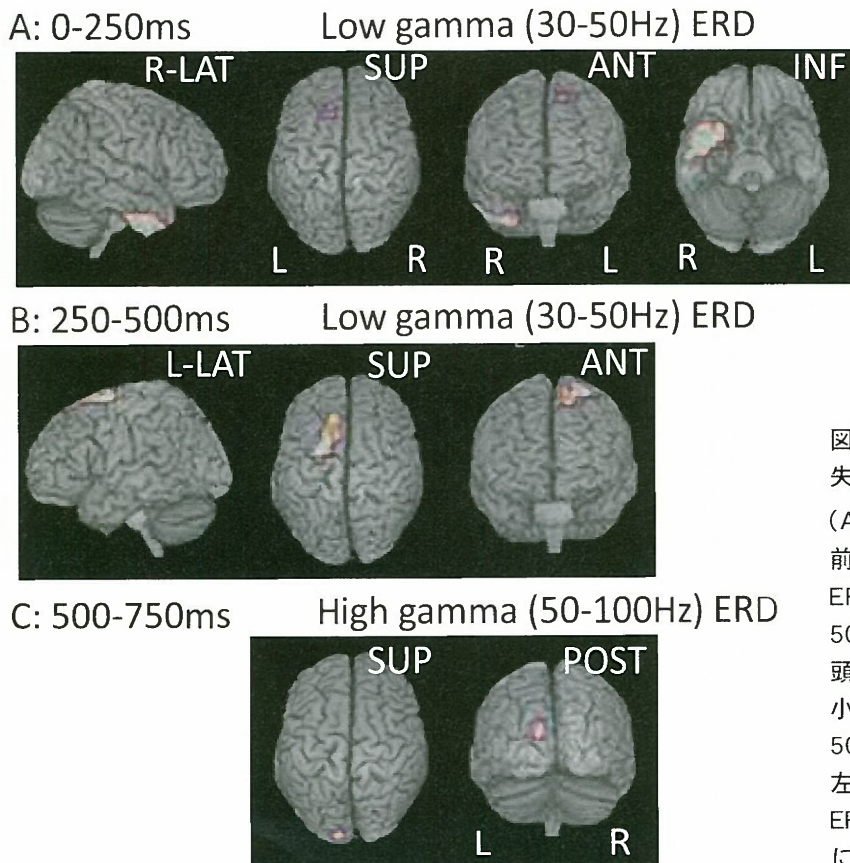 A: 0-250ms Low gamma (30-50Hz) ERD
R-LAT SUP ANT INF
L R R L R L
B: 250-500ms Low gamma (30-50Hz) ERD
L-LAT SUP ANT
C: 500-750ms High gamma (50-100Hz) ERD
SUP POST
L R
図
失
(A
前
ER
50
頭
小
50
左
ER
に